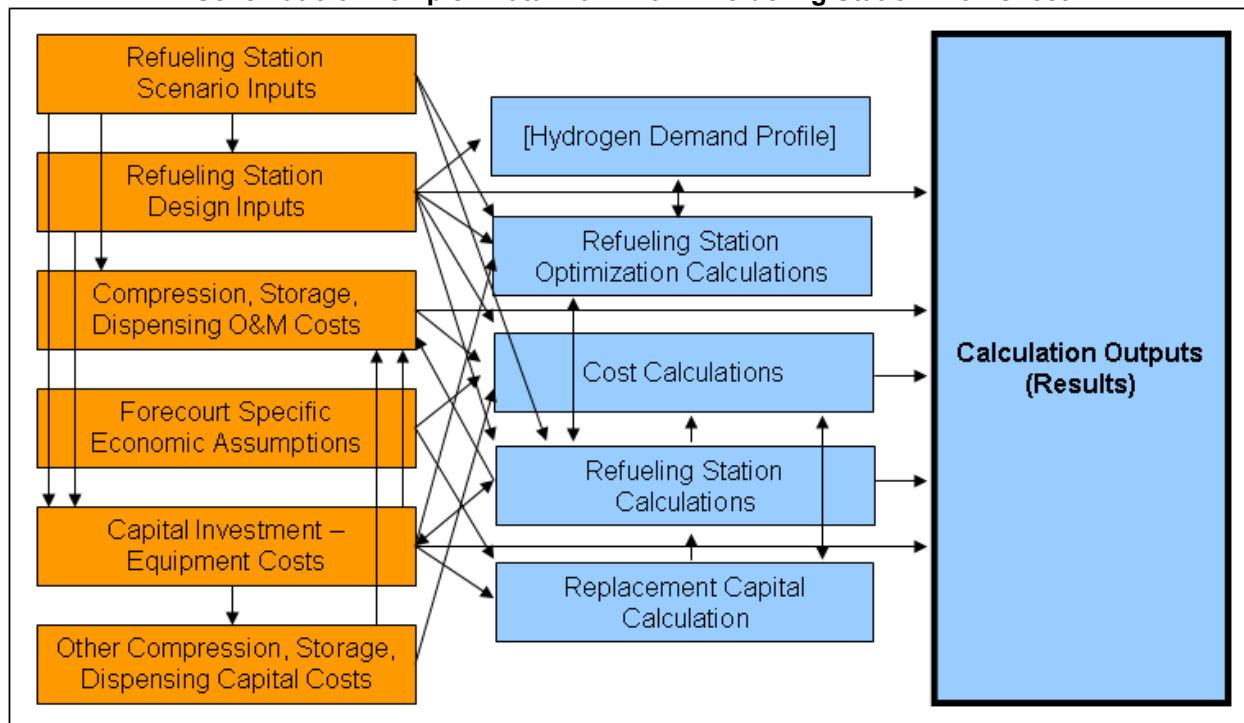 Refueling Station
Scenario Inputs
Refueling Station
Design Inputs
Compression, Storage,
Dispensing O&M Costs
Forecourt Specific
Economic Assumptions
Capital Investment –
Equipment Costs
Other Compression, Storage,
Dispensing Capital Costs
[Hydrogen Demand Profile]
Refueling Station
Optimization Calculations
Cost Calculations
Refueling Station
Calculations
Replacement Capital
Calculation
Calculation Outputs
(Results)